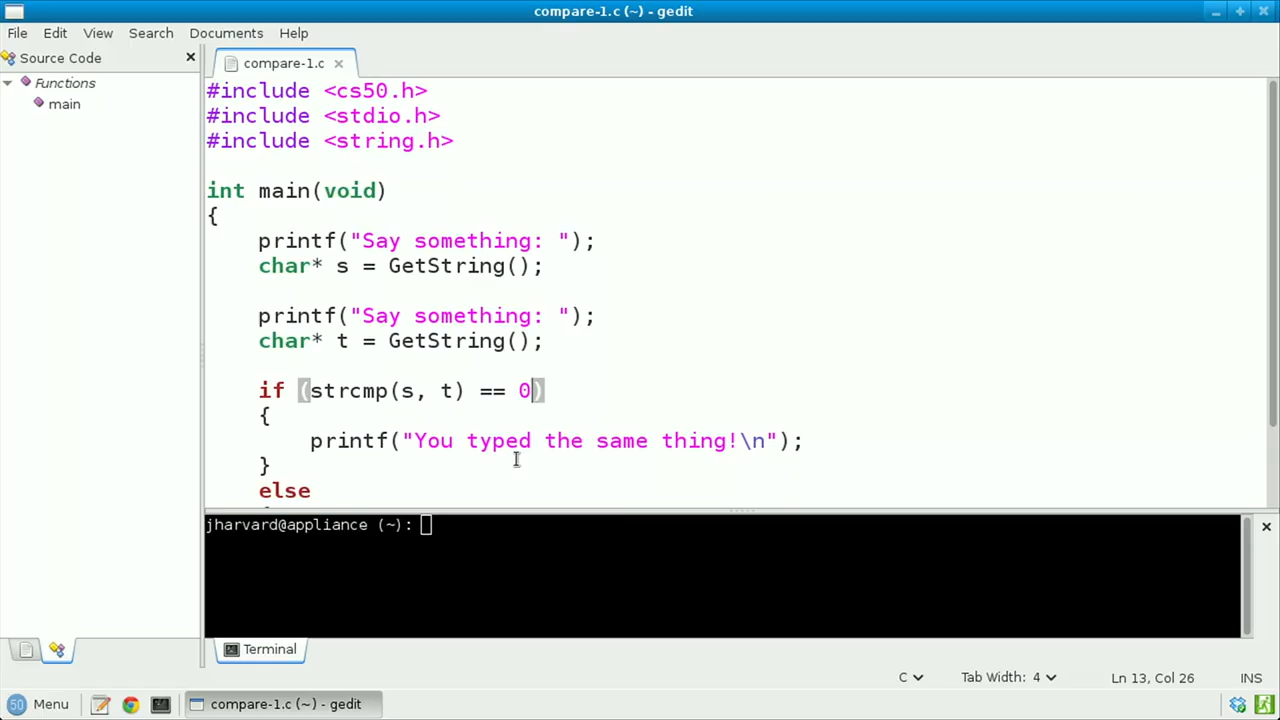 compare-1.c (~) - gedit
File Edit View Search Documents Help
Source Code
compare-1.c
Functions
main
#include <cs50.h>
#include <stdio.h>
#include <string.h>
int main(void)
{
printf("Say something: ");
char* s = GetString();
printf("Say something: ");
char* t = GetString();
if (strcmp(s, t) == 0)
{
printf("You typed the same thing!\n");
}
else
jharvard@appliance (~):
Terminal
C Tab Width: 4 Ln 13, Col 26 INS
50 Menu compare-1.c (~) - gedit